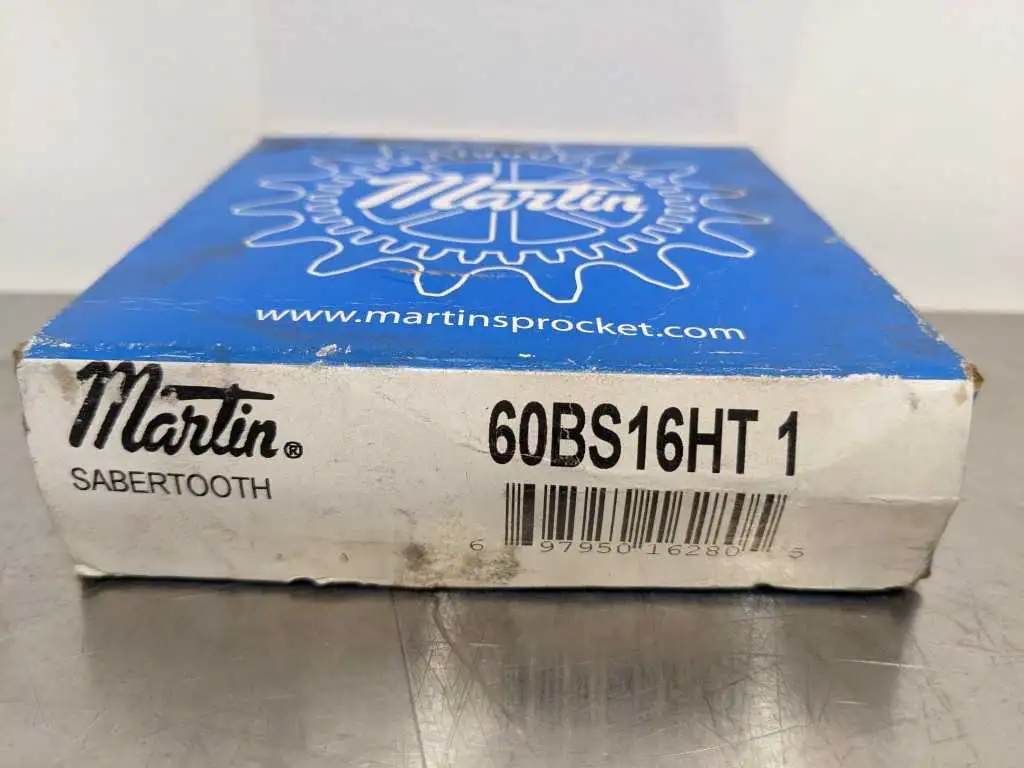 Martin
www.martinsprocket.com
Martin®
SABERTOOTH
60BS16HT 1
6 97950 16280 5